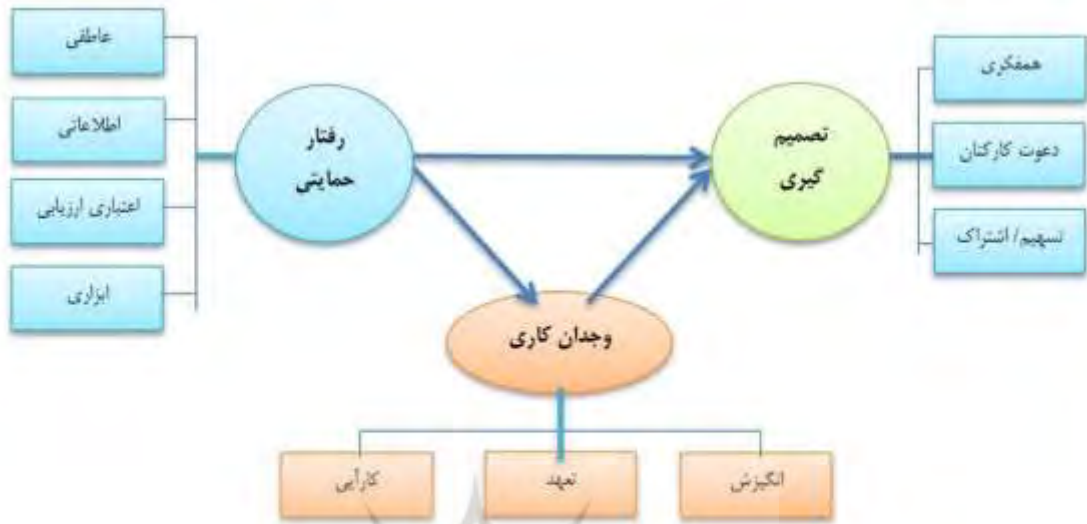 عاطفی
اطلاعاتی
اعتباری ارزیابی
ابزاری
رفتار
حمایتی
تصمیم
گیری
همفکری
دعوت کارکنان
تسهیم/ اشتراک
وجدان کاری
انگیزش
تعهد
کارآیی